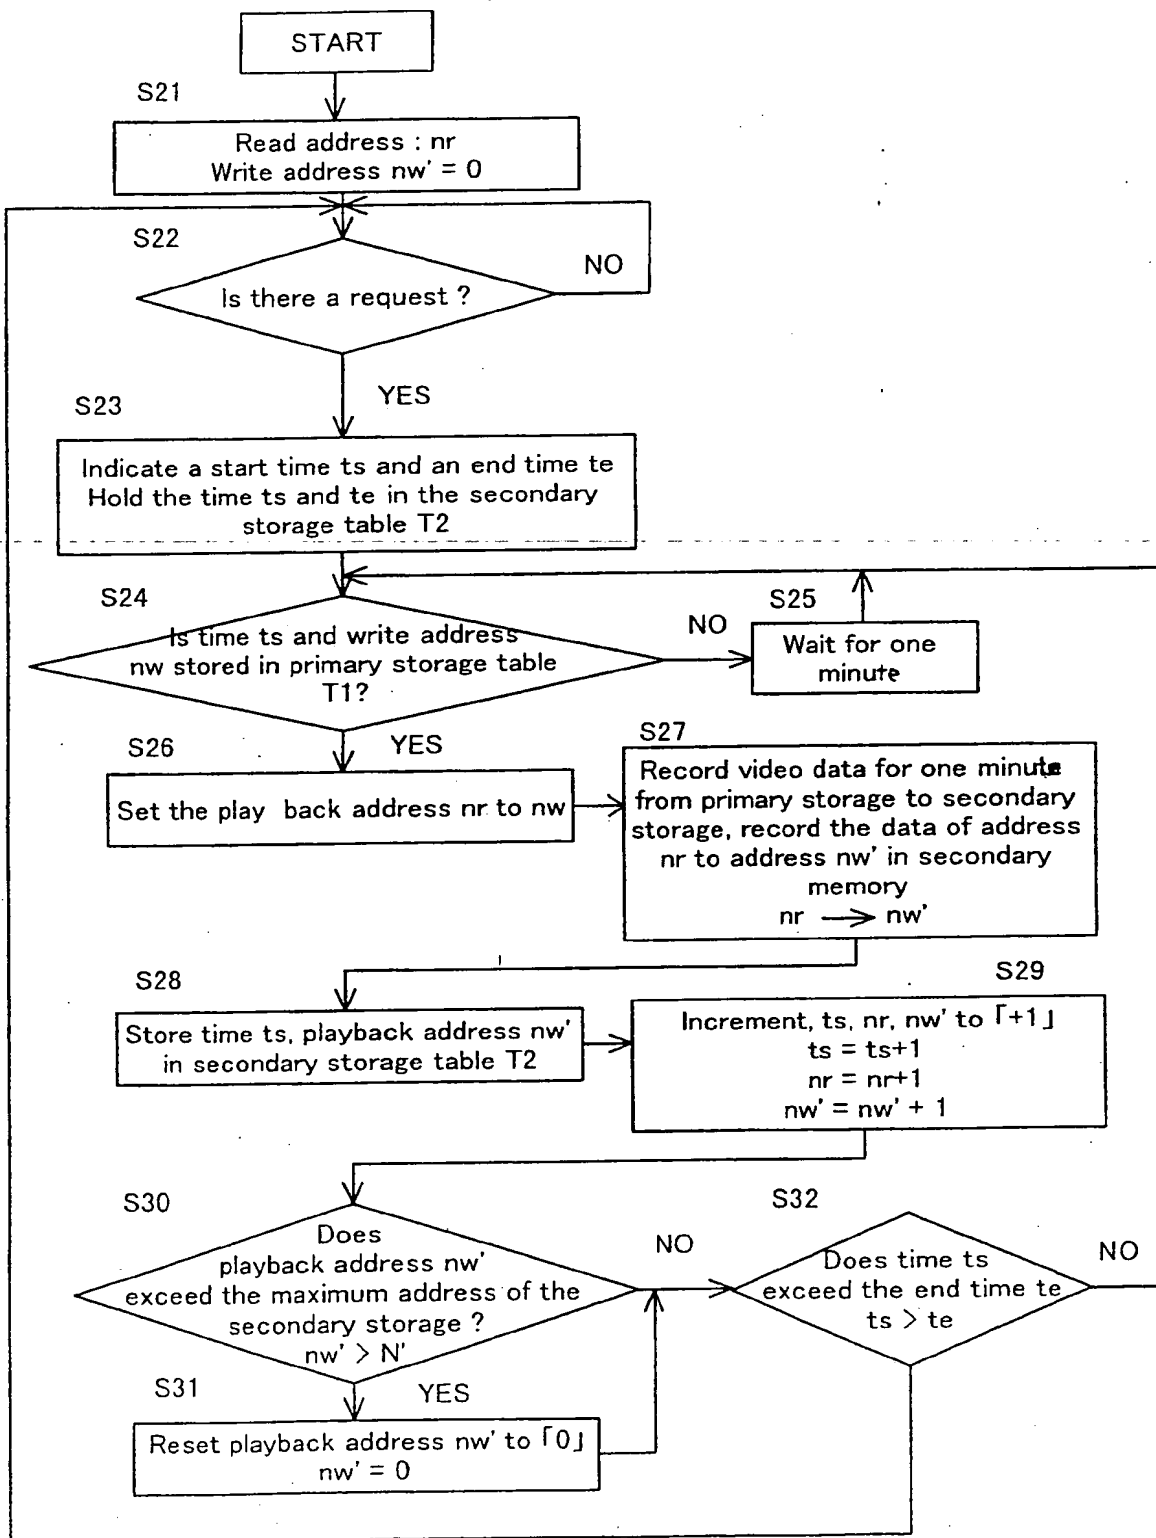 START
S21
Read address : nr
Write address nw' = 0
S22
Is there a request ?
NO
YES
S23
Indicate a start time ts and an end time te
Hold the time ts and te in the secondary
storage table T2
S24
Is time ts and write address
nw stored in primary storage table
T1?
NO
S25
Wait for one
minute
YES
S26
Set the play back address nr to nw
S27
Record video data for one minute
from primary storage to secondary
storage, record the data of address
nr to address nw' in secondary
memory
nr → nw'
S28
Store time ts, playback address nw'
in secondary storage table T2
S29
Increment, ts, nr, nw' to ｢+1｣
ts = ts+1
nr = nr+1
nw' = nw' + 1
S30
Does
playback address nw'
exceed the maximum address of the
secondary storage ?
nw' > N'
NO
S32
Does time ts
exceed the end time te
ts > te
NO
YES
S31
Reset playback address nw' to ｢0｣
nw' = 0